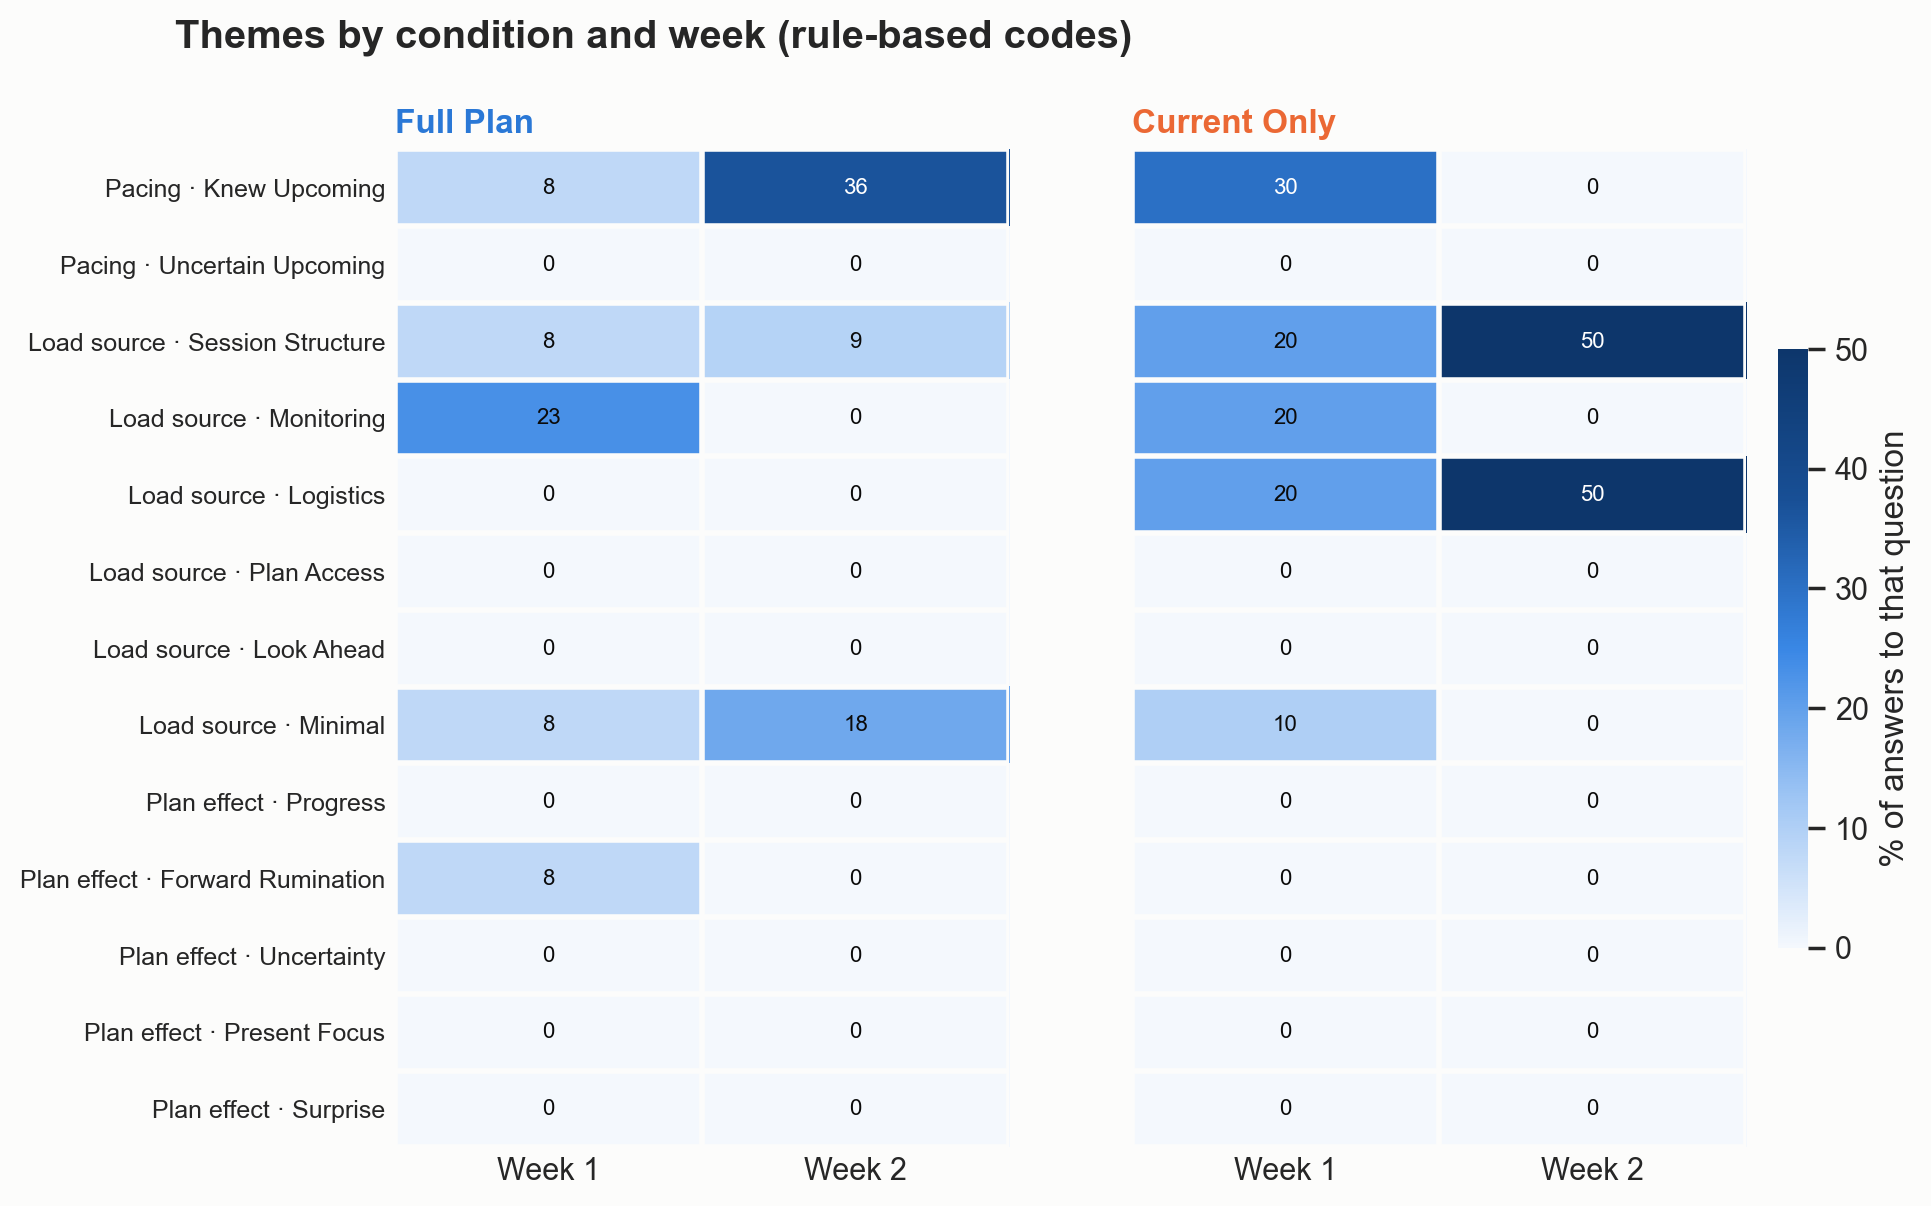 Themes by condition and week (rule-based codes)
Full Plan
Current Only
Pacing · Knew Upcoming 8 36 30 0
Pacing · Uncertain Upcoming 0 0 0 0
Load source · Session Structure 8 9 20 50
Load source · Monitoring 23 0 20 0
Load source · Logistics 0 0 20 50
Load source · Plan Access 0 0 0 0
Load source · Look Ahead 0 0 0 0
Load source · Minimal 8 18 10 0
Plan effect · Progress 0 0 0 0
Plan effect · Forward Rumination 8 0 0 0
Plan effect · Uncertainty 0 0 0 0
Plan effect · Present Focus 0 0 0 0
Plan effect · Surprise 0 0 0 0
Week 1 Week 2 Week 1 Week 2
50
40
30
20
10
0
% of answers to that question